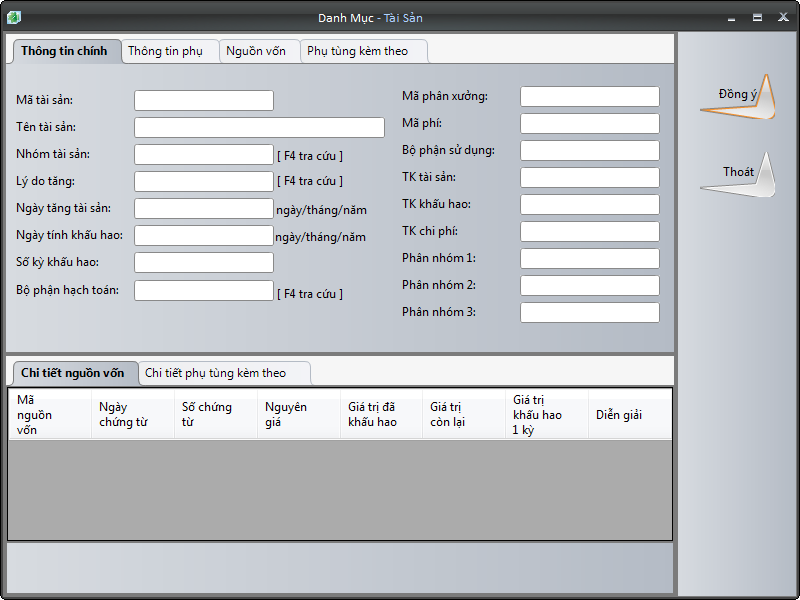 Danh Mục - Tài Sản
Thông tin chính
Thông tin phụ
Nguồn vốn
Phụ tùng kèm theo
Mã tài sản:
Tên tài sản:
Nhóm tài sản:
[ F4 tra cứu ]
Lý do tăng:
[ F4 tra cứu ]
Ngày tăng tài sản:
ngày/tháng/năm
Ngày tính khấu hao:
ngày/tháng/năm
Số kỳ khấu hao:
Bộ phận hạch toán:
[ F4 tra cứu ]
Mã phân xưởng:
Mã phí:
Bộ phận sử dụng:
TK tài sản:
TK khấu hao:
TK chi phí:
Phân nhóm 1:
Phân nhóm 2:
Phân nhóm 3:
Đồng ý
Thoát
Chi tiết nguồn vốn
Chi tiết phụ tùng kèm theo
Mã
nguồn
vốn
Ngày
chứng từ
Số chứng
từ
Nguyên
giá
Giá trị đã
khấu hao
Giá trị
còn lại
Giá trị
khấu hao
1 kỳ
Diễn giải